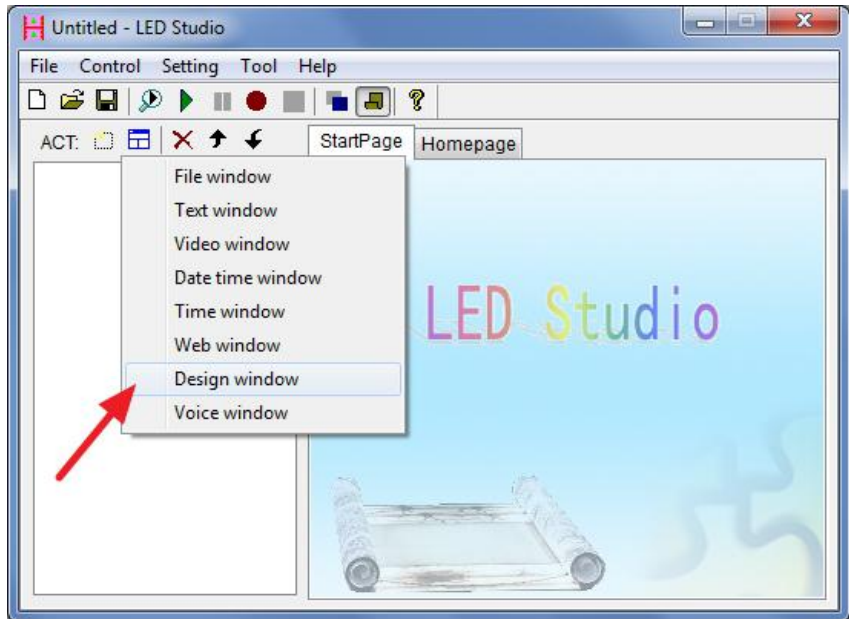 Untitled - LED Studio
File Control Setting Tool Help
ACT:
StartPage Homepage
File window
Text window
Video window
Date time window
Time window
Web window
Design window
Voice window
LED Studio